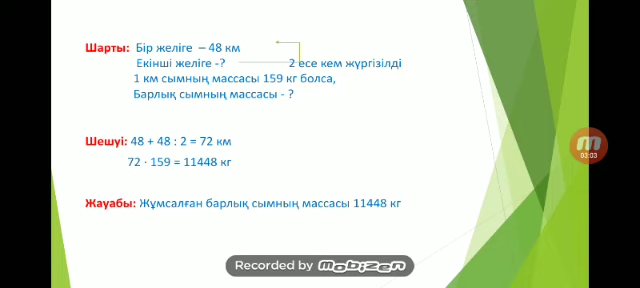 Шарты: Бір желіге – 48 км
Екінші желіге -? 2 есе кем жүргізілді
1 км сымның массасы 159 кг болса,
Барлық сымның массасы - ?
Шешуі: 48 + 48 : 2 = 72 км
72 · 159 = 11448 кг
03:03
Жауабы: Жұмсалған барлық сымның массасы 11448 кг
Recorded by Mobizen